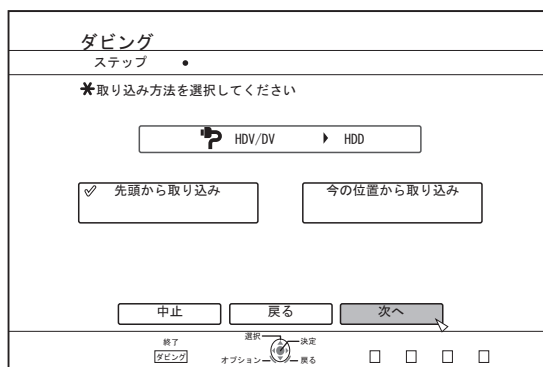 ダビング
ステップ
取り込み方法を選択してください
HDV/DV HDD
先頭から取り込み 今の位置から取り込み
中止 戻る 次へ
終了 ダビング
選択 決定
オプション 戻る